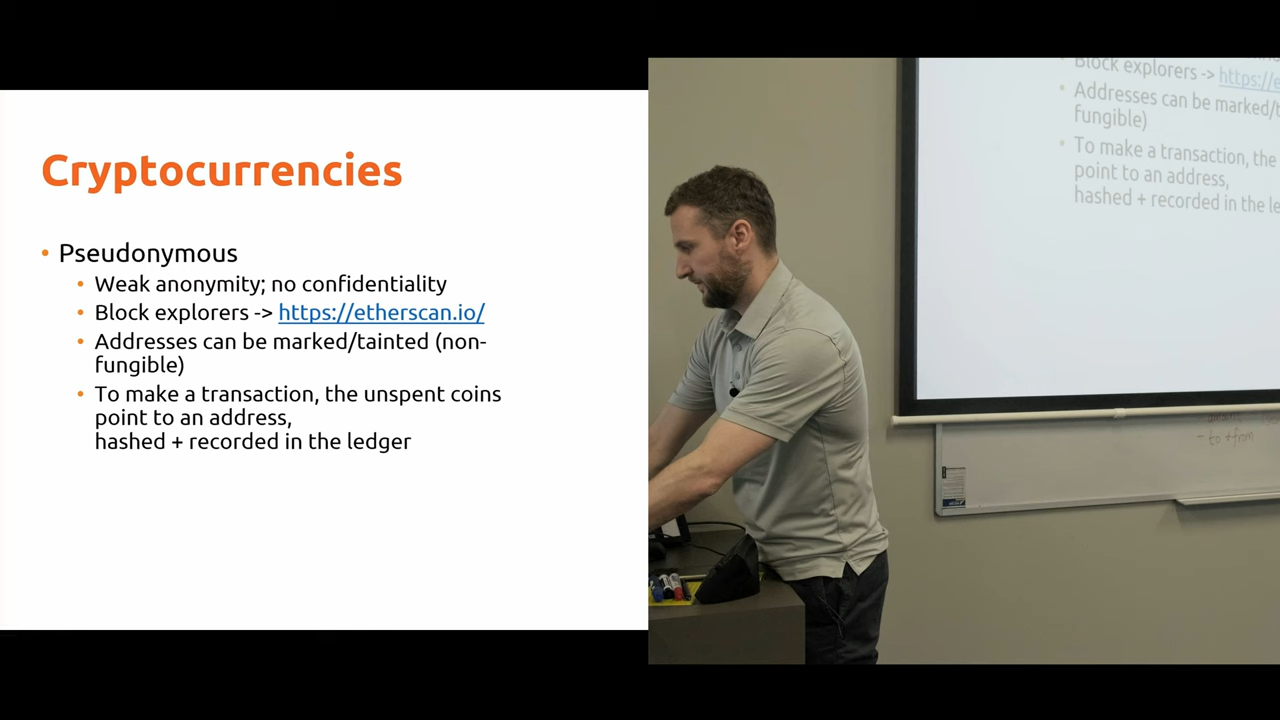 Cryptocurrencies
• Pseudonymous
• Weak anonymity; no confidentiality
• Block explorers -> https://etherscan.io/
• Addresses can be marked/tainted (non-
fungible)
• To make a transaction, the unspent coins
point to an address,
hashed + recorded in the ledger
Block explorers -> https://e
• Addresses can be marked/t
fungible)
• To make a transaction, the
point to an address,
hashed + recorded in the le
- to + from